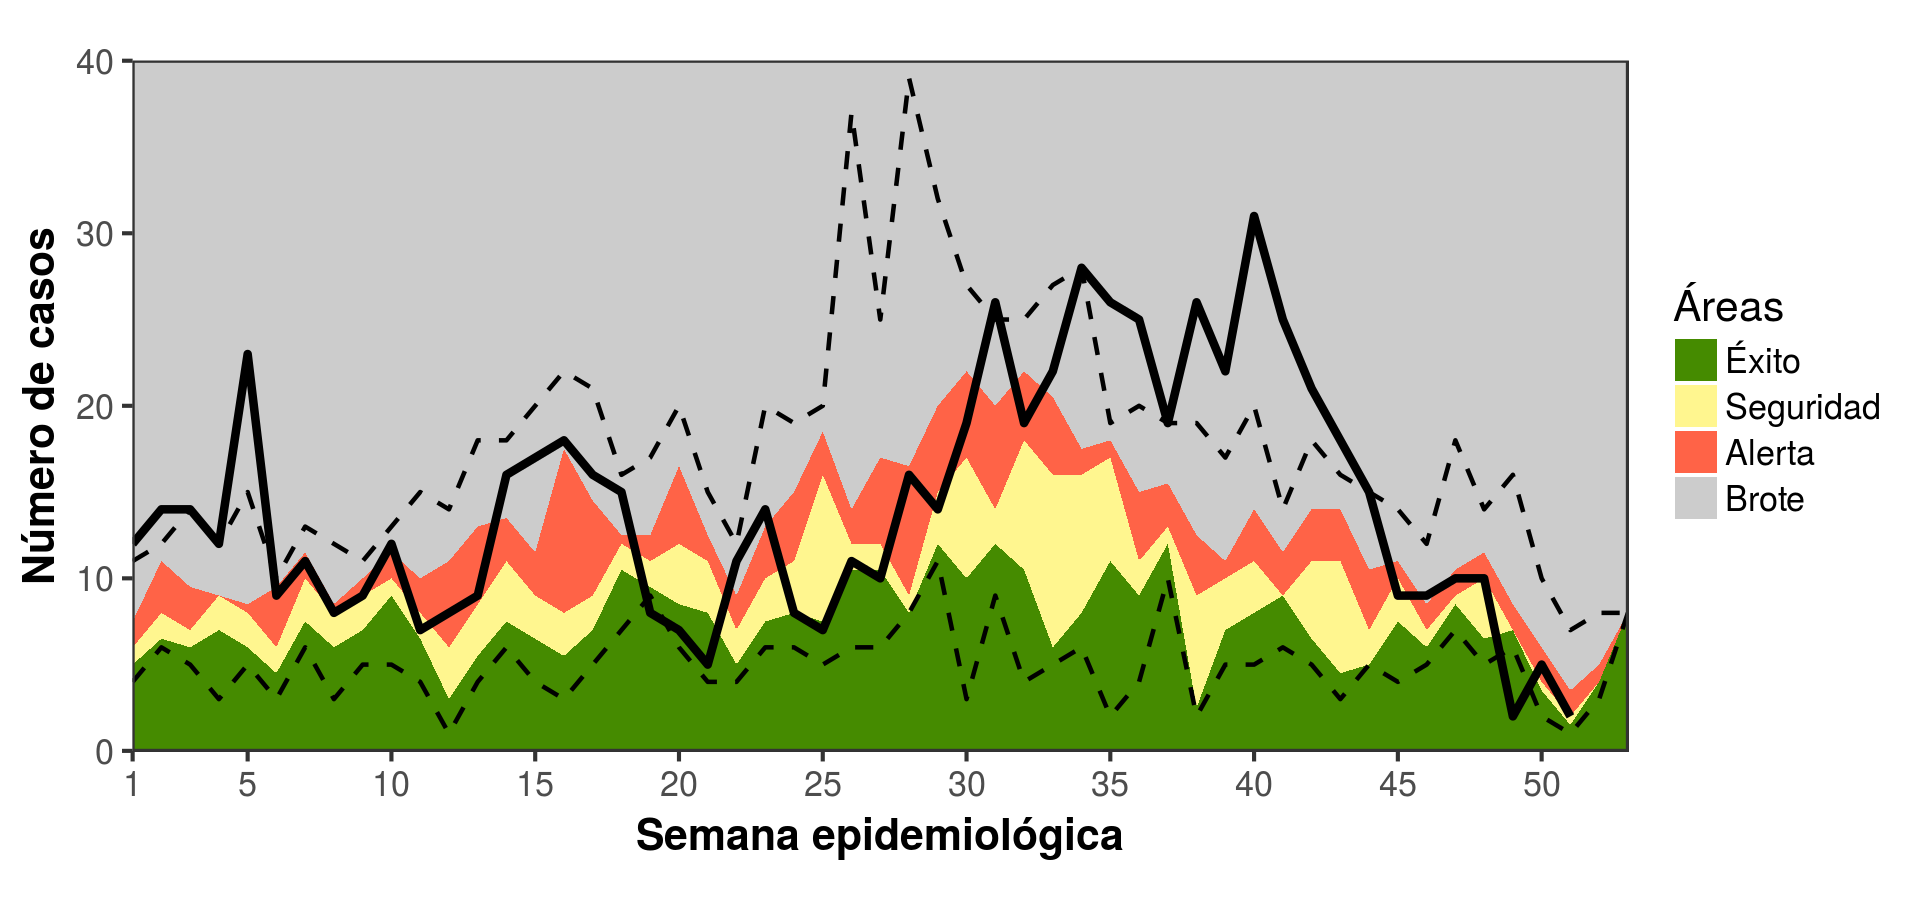 40
30
20
10
0
Número de casos
1 5 10 15 20 25 30 35 40 45 50
Semana epidemiológica
Áreas
Éxito
Seguridad
Alerta
Brote